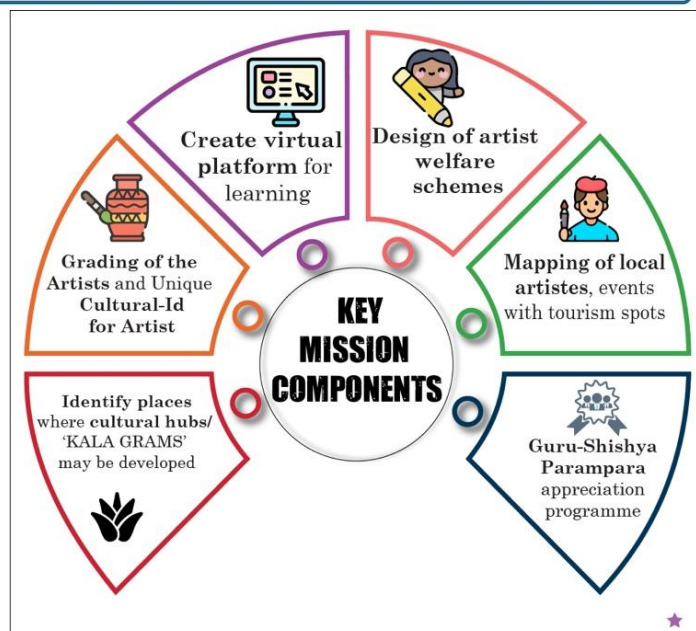 KEY
MISSION
COMPONENTS
Identify places
where cultural hubs/
'KALA GRAMS'
may be developed
Grading of the
Artists and Unique
Cultural-Id
for Artist
Create virtual
platform for
learning
Design of artist
welfare
schemes
Mapping of local
artistes, events
with tourism spots
Guru-Shishya
Parampara
appreciation
programme